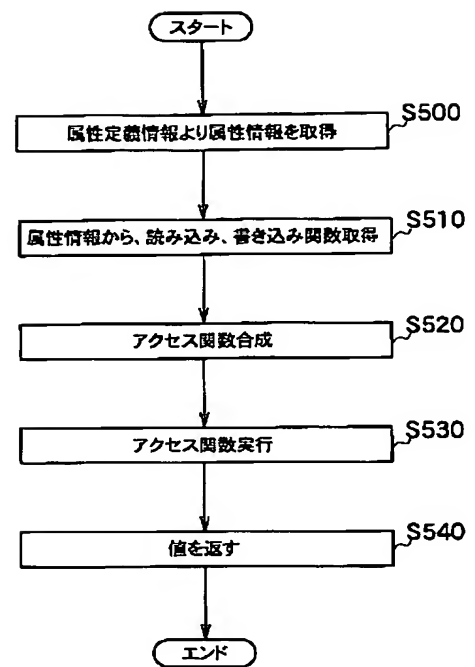 スタート
属性定義情報より属性情報を取得
S500
属性情報から、読み込み、書き込み関数取得
S510
アクセス関数合成
S520
アクセス関数実行
S530
値を返す
S540
エンド